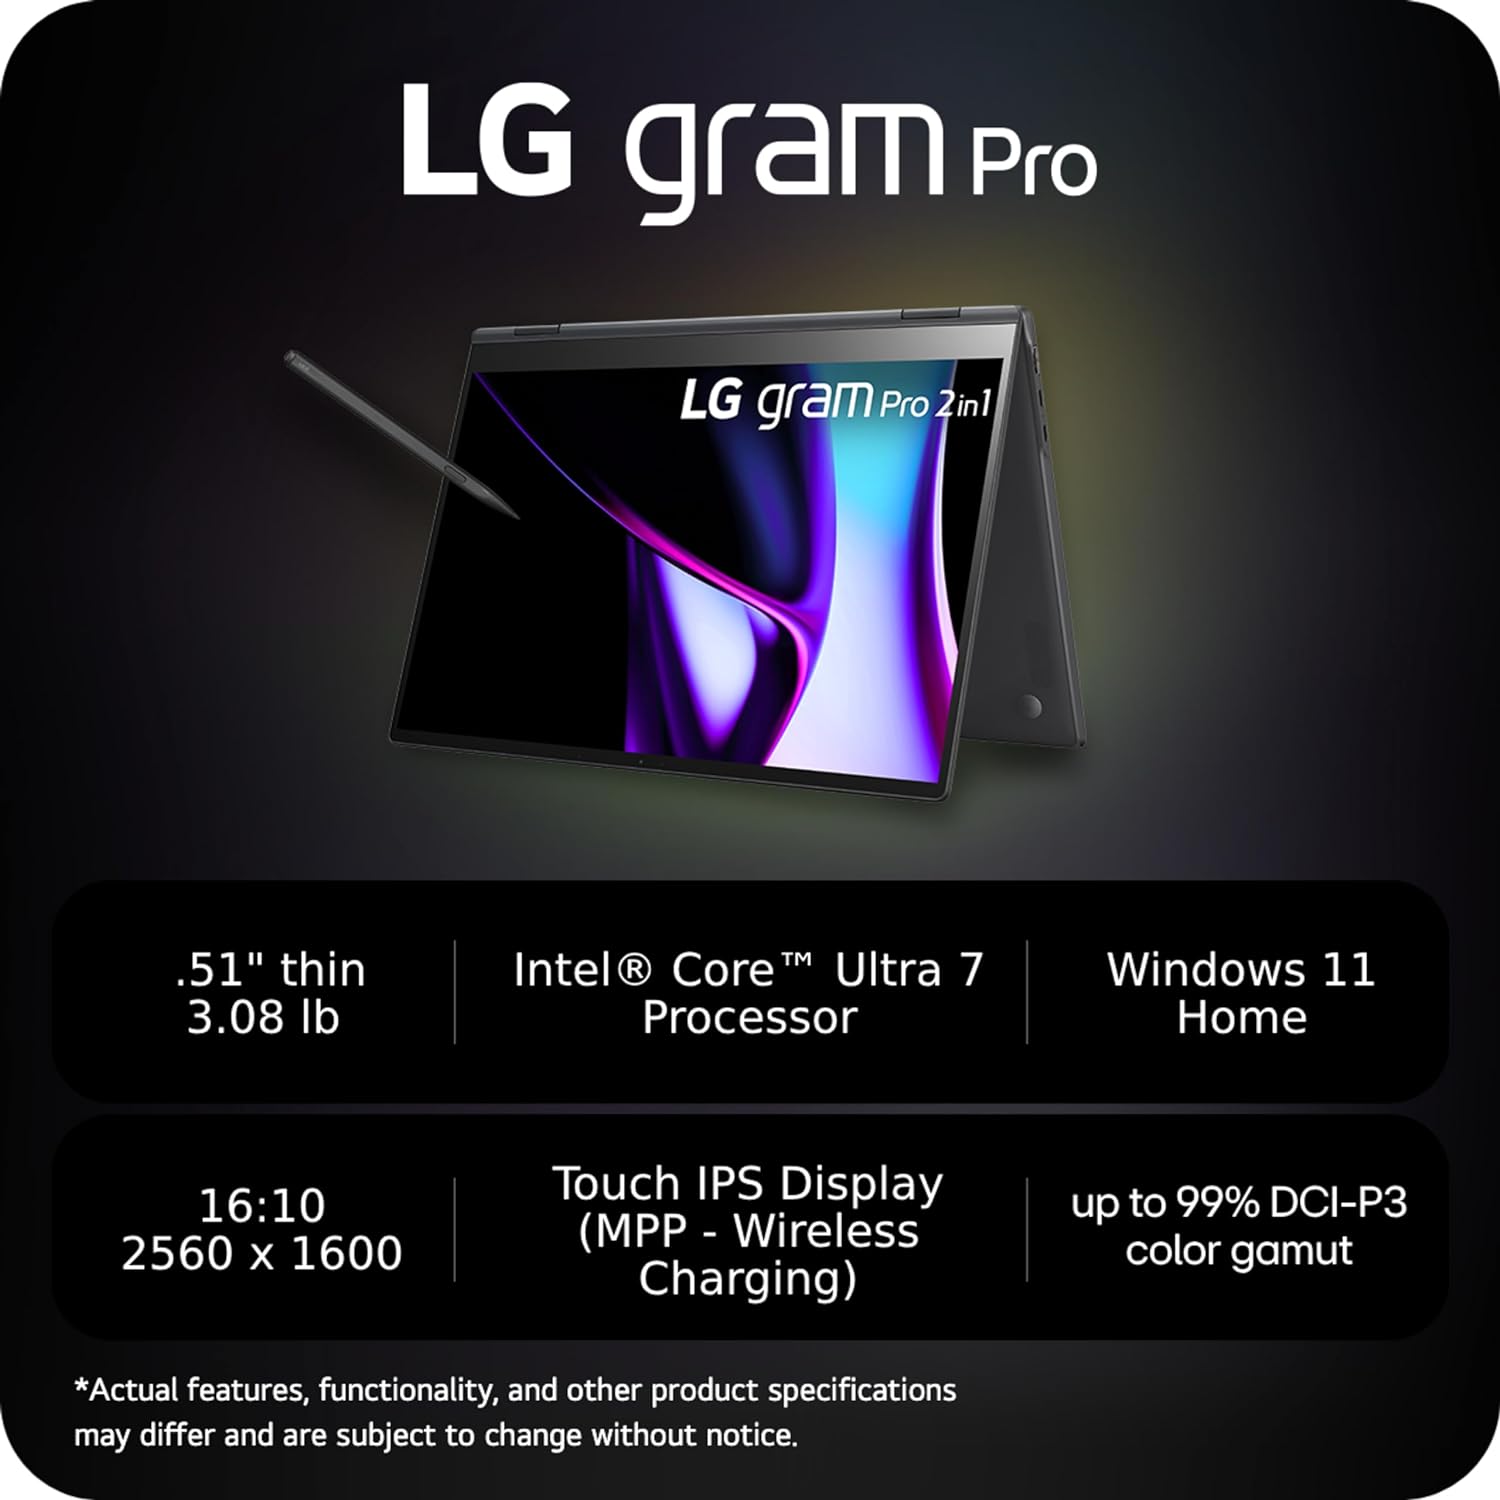 LG gram Pro
LG gram Pro 2in1
.51" thin
3.08 lb
Intel® Core™ Ultra 7
Processor
Windows 11
Home
16:10
2560 x 1600
Touch IPS Display
(MPP - Wireless
Charging)
up to 99% DCI-P3
color gamut
*Actual features, functionality, and other product specifications
may differ and are subject to change without notice.